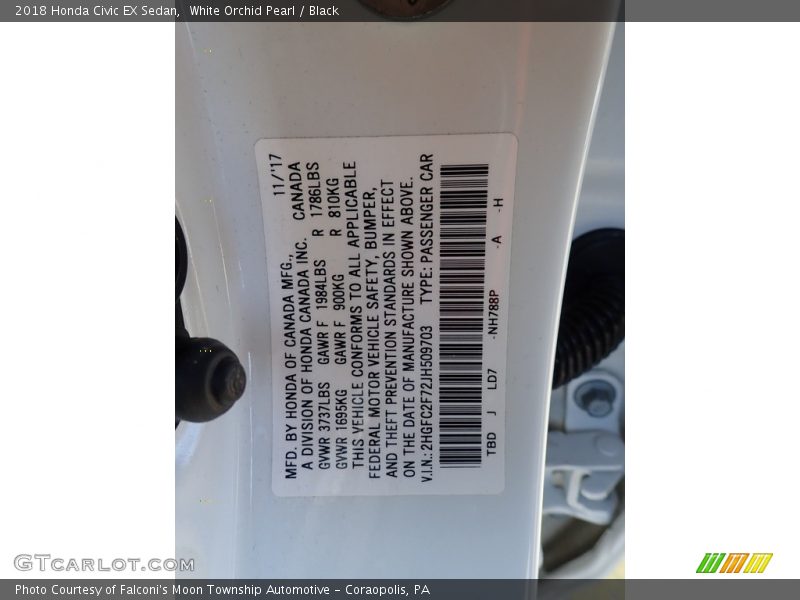 2018 Honda Civic EX Sedan,  White Orchid Pearl / Black
11/'17
MFD. BY HONDA OF CANADA MFG.,
A DIVISION OF HONDA CANADA INC. CANADA
GVWR 3737LBS GAWR F 1984LBS R 1786LBS
GVWR 1695KG GAWR F 900KG R 810KG
THIS VEHICLE CONFORMS TO ALL APPLICABLE
FEDERAL MOTOR VEHICLE SAFETY, BUMPER,
AND THEFT PREVENTION STANDARDS IN EFFECT
ON THE DATE OF MANUFACTURE SHOWN ABOVE.
V.I.N.: 2HGFC2F72JH509703 TYPE: PASSENGER CAR
TBD J LD7 -NH788P -A -H
GTcarlot.com
Photo Courtesy of Falconi's Moon Township Automotive - Coraopolis, PA